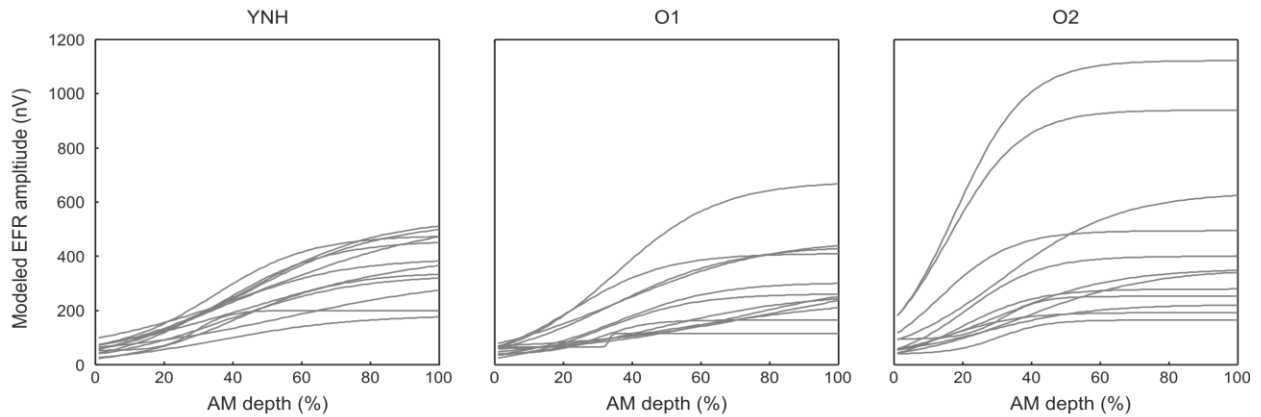 YNH O1 O2
1200
1000
800
600
400
200
0
Modeled EFR ampltiude (nV)
0 20 40 60 80 100 0 20 40 60 80 100 0 20 40 60 80 100
AM depth (%) AM depth (%) AM depth (%)